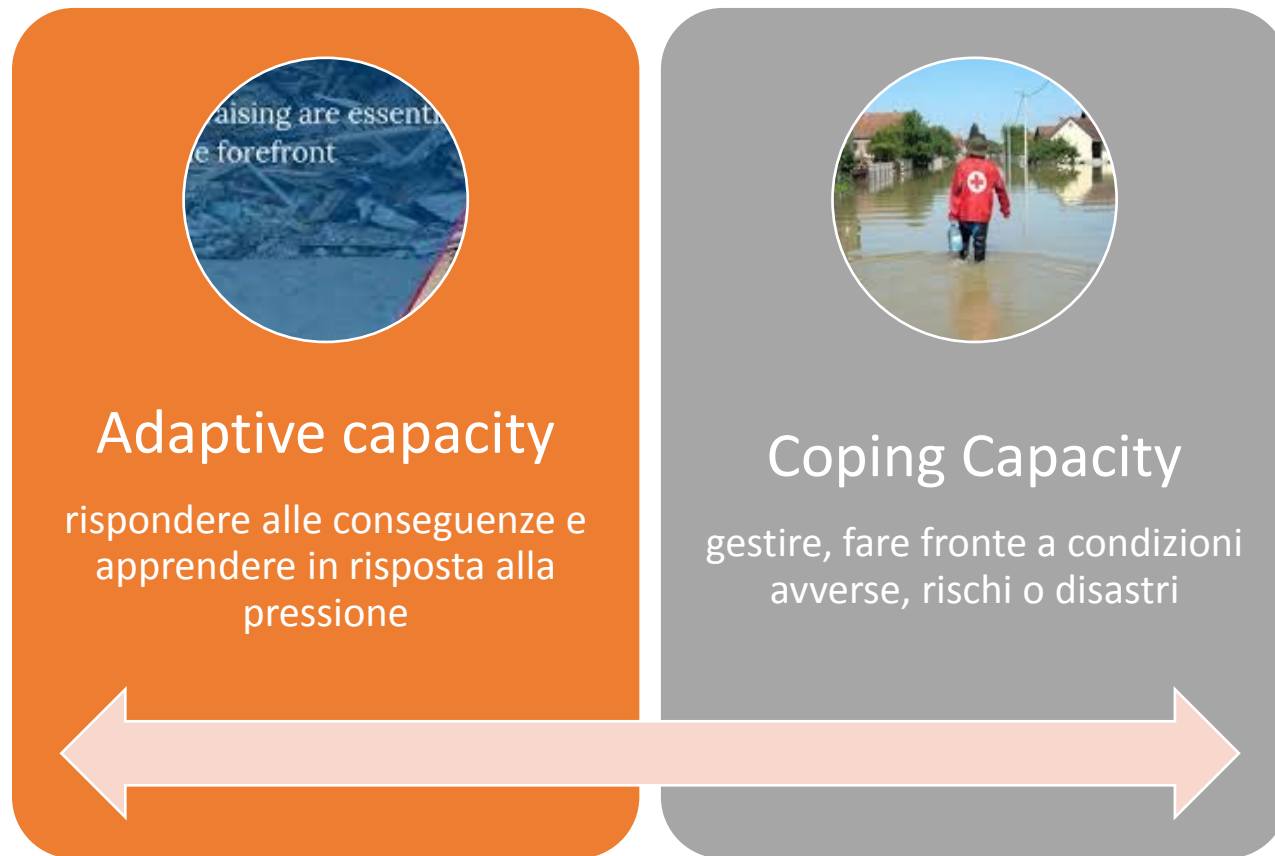 aising are essent
e forefront
Adaptive capacity
rispondere alle conseguenze e
apprendere in risposta alla
pressione
Coping Capacity
gestire, fare fronte a condizioni
avverse, rischi o disastri